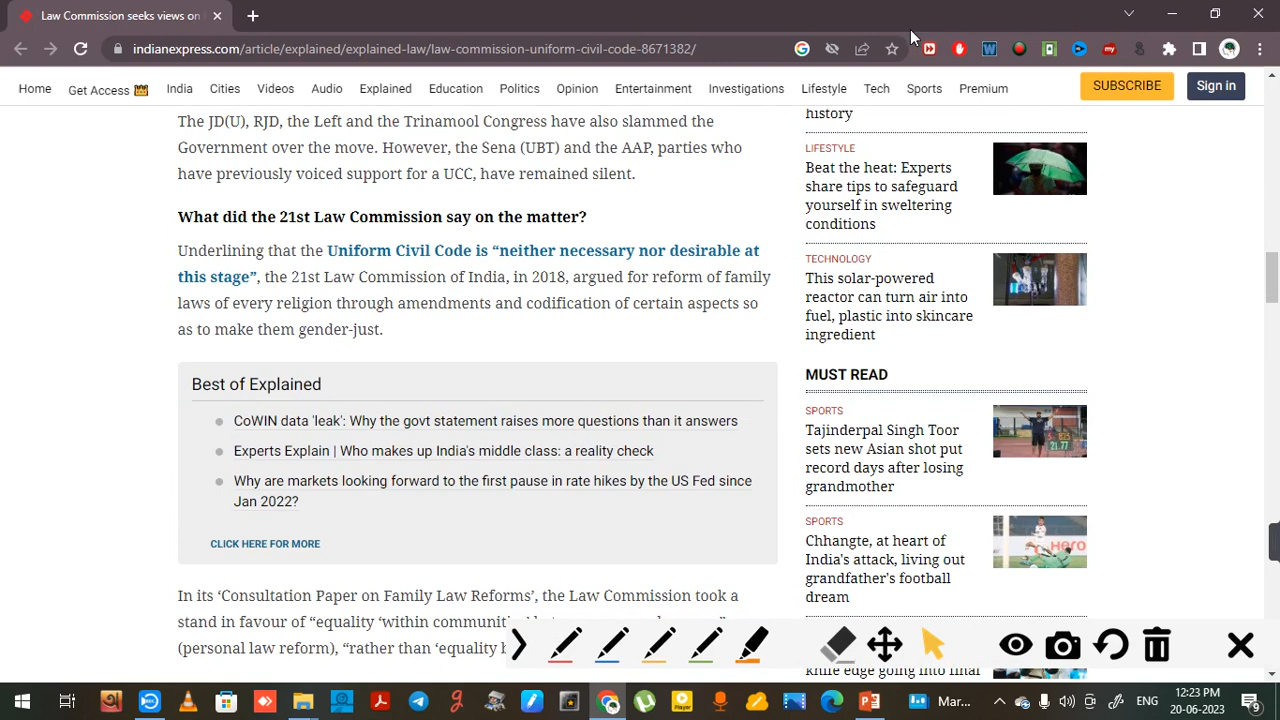 Law Commission seeks views on
indianexpress.com/article/explained/explained-law/law-commission-uniform-civil-code-8671382/
Home Get Access India Cities Videos Audio Explained Education Politics Opinion Entertainment Investigations Lifestyle Tech Sports Premium SUBSCRIBE Sign in
The JD(U), RJD, the Left and the Trinamool Congress have also slammed the
Government over the move. However, the Sena (UBT) and the AAP, parties who
have previously voiced support for a UCC, have remained silent.
What did the 21st Law Commission say on the matter?
Underlining that the Uniform Civil Code is “neither necessary nor desirable at
this stage”, the 21st Law Commission of India, in 2018, argued for reform of family
laws of every religion through amendments and codification of certain aspects so
as to make them gender-just.
Best of Explained
CoWIN data 'leak': Why the govt statement raises more questions than it answers
Experts Explain | Who makes up India's middle class: a reality check
Why are markets looking forward to the first pause in rate hikes by the US Fed since
Jan 2022?
CLICK HERE FOR MORE
In its ‘Consultation Paper on Family Law Reforms’, the Law Commission took a
stand in favour of “equality ‘within communiti
(personal law reform), “rather than ‘equality b
history
LIFESTYLE
Beat the heat: Experts
share tips to safeguard
yourself in sweltering
conditions
TECHNOLOGY
This solar-powered
reactor can turn air into
fuel, plastic into skincare
ingredient
MUST READ
SPORTS
Tajinderpal Singh Toor
sets new Asian shot put
record days after losing
grandmother
SPORTS
Chhangte, at heart of
India's attack, living out
grandfather's football
dream
knife edge going into final
Mar...
ENG
12:23 PM
20-06-2023
9